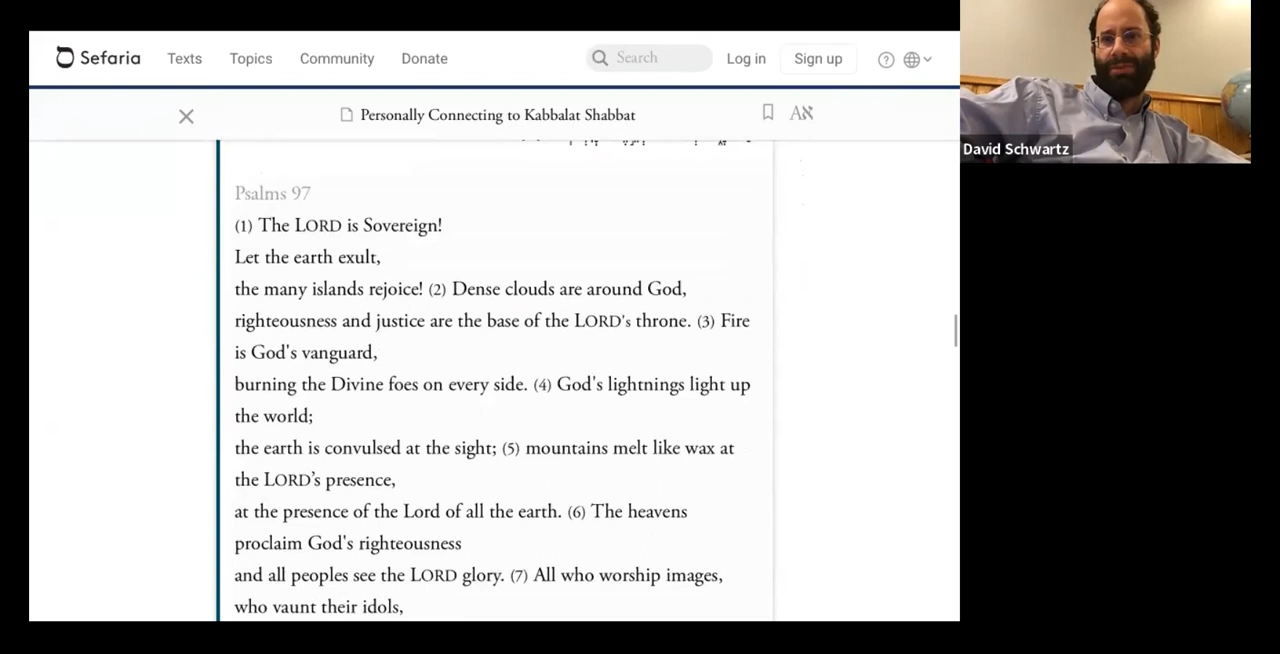 Sefaria Texts Topics Community Donate Search Log in Sign up
Personally Connecting to Kabbalat Shabbat Aא
David Schwartz
Psalms 97
(1) The LORD is Sovereign!
Let the earth exult,
the many islands rejoice! (2) Dense clouds are around God,
righteousness and justice are the base of the LORD's throne. (3) Fire
is God's vanguard,
burning the Divine foes on every side. (4) God's lightnings light up
the world;
the earth is convulsed at the sight; (5) mountains melt like wax at
the LORD’s presence,
at the presence of the Lord of all the earth. (6) The heavens
proclaim God's righteousness
and all peoples see the LORD glory. (7) All who worship images,
who vaunt their idols,